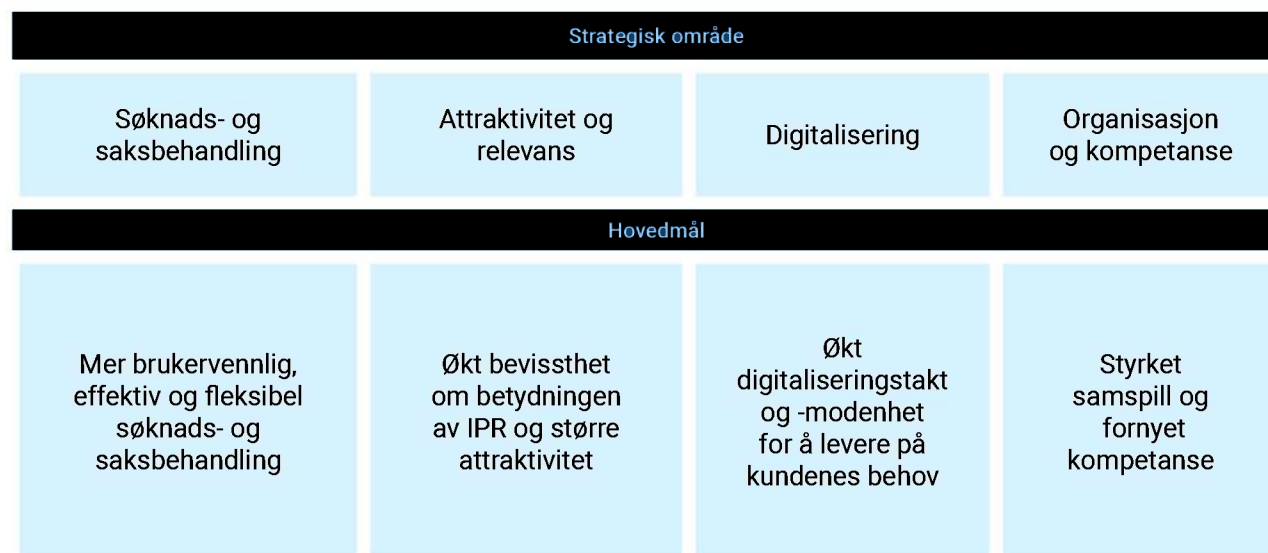 Strategisk område
Søknads- og
saksbehandling
Attraktivitet og
relevans
Digitalisering
Organisasjon
og kompetanse
Hovedmål
Mer brukervennlig,
effektiv og fleksibel
søknads- og
saksbehandling
Økt bevissthet
om betydningen
av IPR og større
attraktivitet
Økt
digitaliseringstakt
og -modenhet
for å levere på
kundenes behov
Styrket
samspill og
fornyet
kompetanse